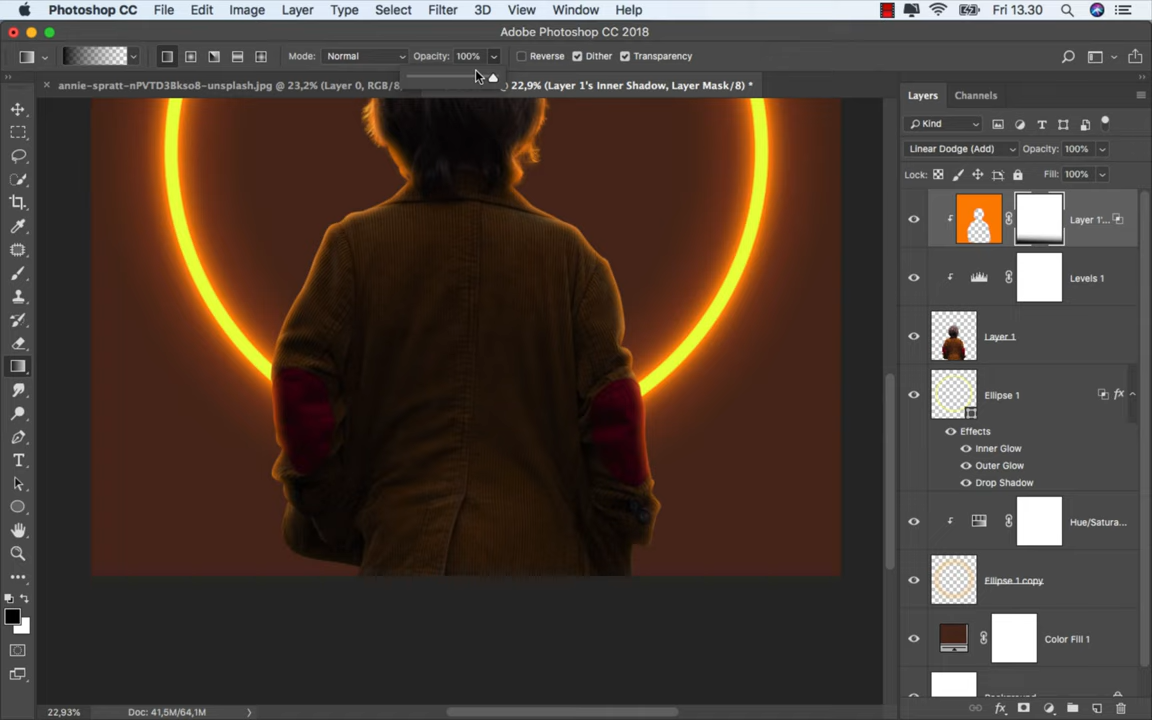 Photoshop CC File Edit Image Layer Type Select Filter 3D View Window Help Fri 13.30
Adobe Photoshop CC 2018
Mode: Normal Opacity: 100% Reverse Dither Transparency
annie-spratt-nPVTD3Bkso8-unsplash.jpg @ 23,2% (Layer 0, RGB/8) @ 22,9% (Layer 1's Inner Shadow, Layer Mask/8) *
Layers Channels
Kind
Linear Dodge (Add) Opacity: 100%
Lock: Fill: 100%
Layer 1'...
Levels 1
Layer 1
Ellipse 1 fx
Effects
Inner Glow
Outer Glow
Drop Shadow
Hue/Satura...
Ellipse 1 copy
Color Fill 1
22,93% Doc: 41,5M/64,1M fx